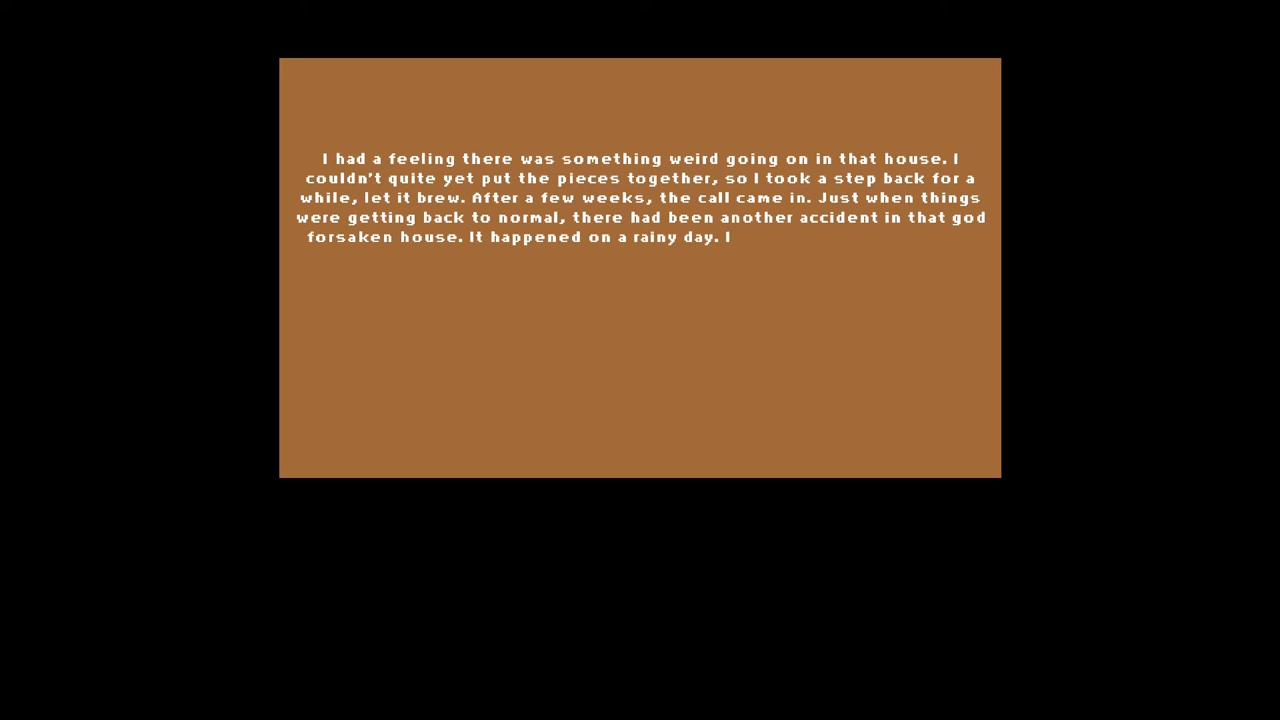 I had a feeling there was something weird going on in that house. I
couldn't quite yet put the pieces together, so I took a step back for a
while, let it brew. After a few weeks, the call came in. Just when things
were getting back to normal, there had been another accident in that god
forsaken house. It happened on a rainy day. I